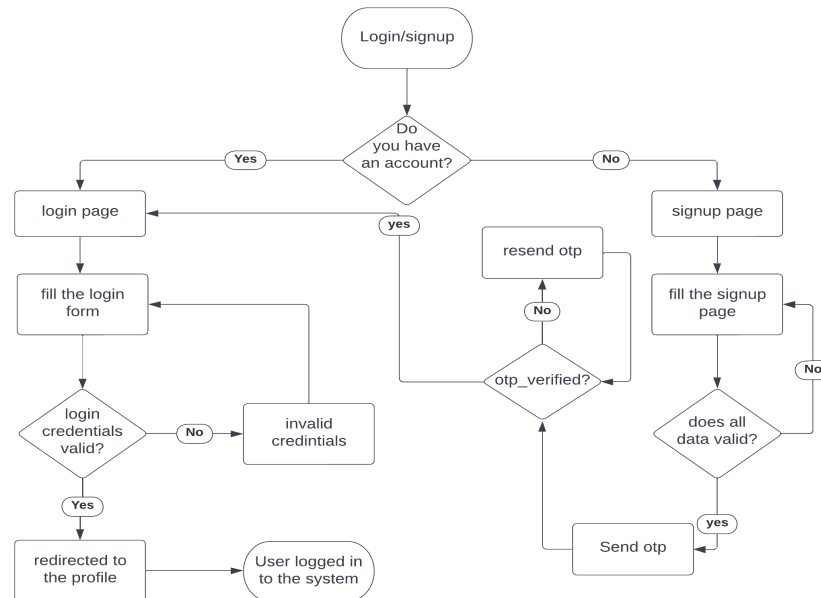 Login/signup
Do
you have
an account?
Yes
No
login page
signup page
yes
resend otp
fill the login
form
fill the signup
page
No
No
otp_verified?
login
credentials
valid?
No
invalid
credintials
does all
data valid?
Yes
yes
redirected to
the profile
User logged in
to the system
Send otp